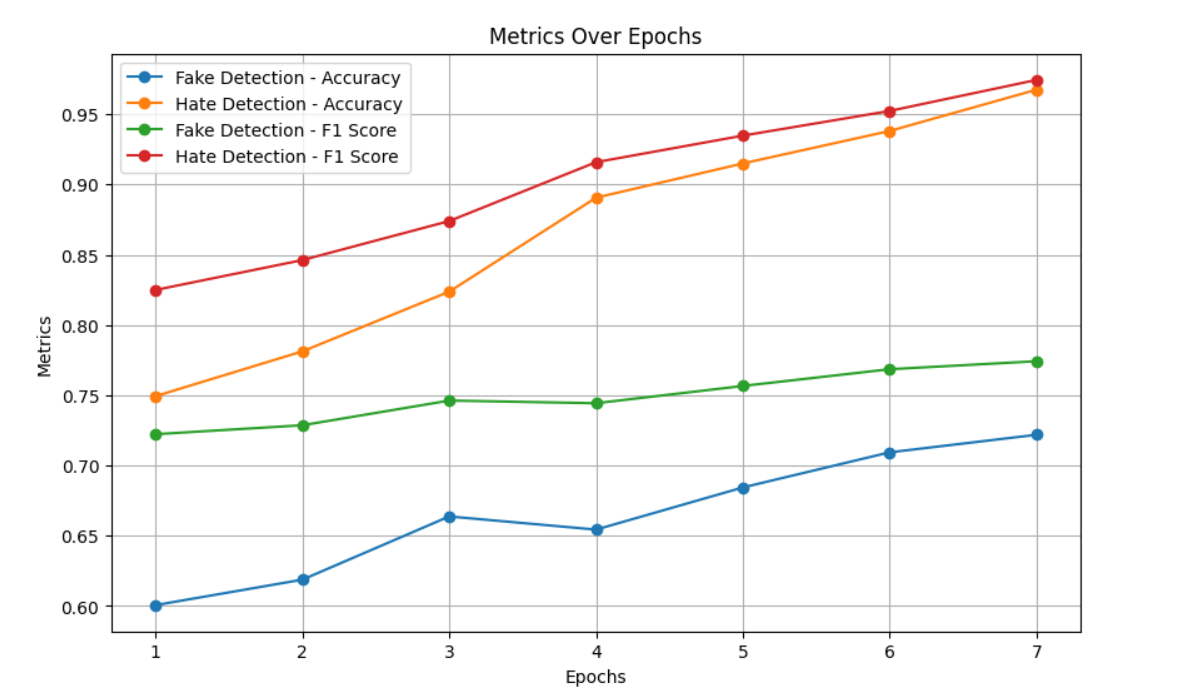 Metrics Over Epochs
Fake Detection - Accuracy
Hate Detection - Accuracy
Fake Detection - F1 Score
Hate Detection - F1 Score
0.95
0.90
0.85
0.80
0.75
0.70
0.65
0.60
Metrics
1 2 3 4 5 6 7
Epochs